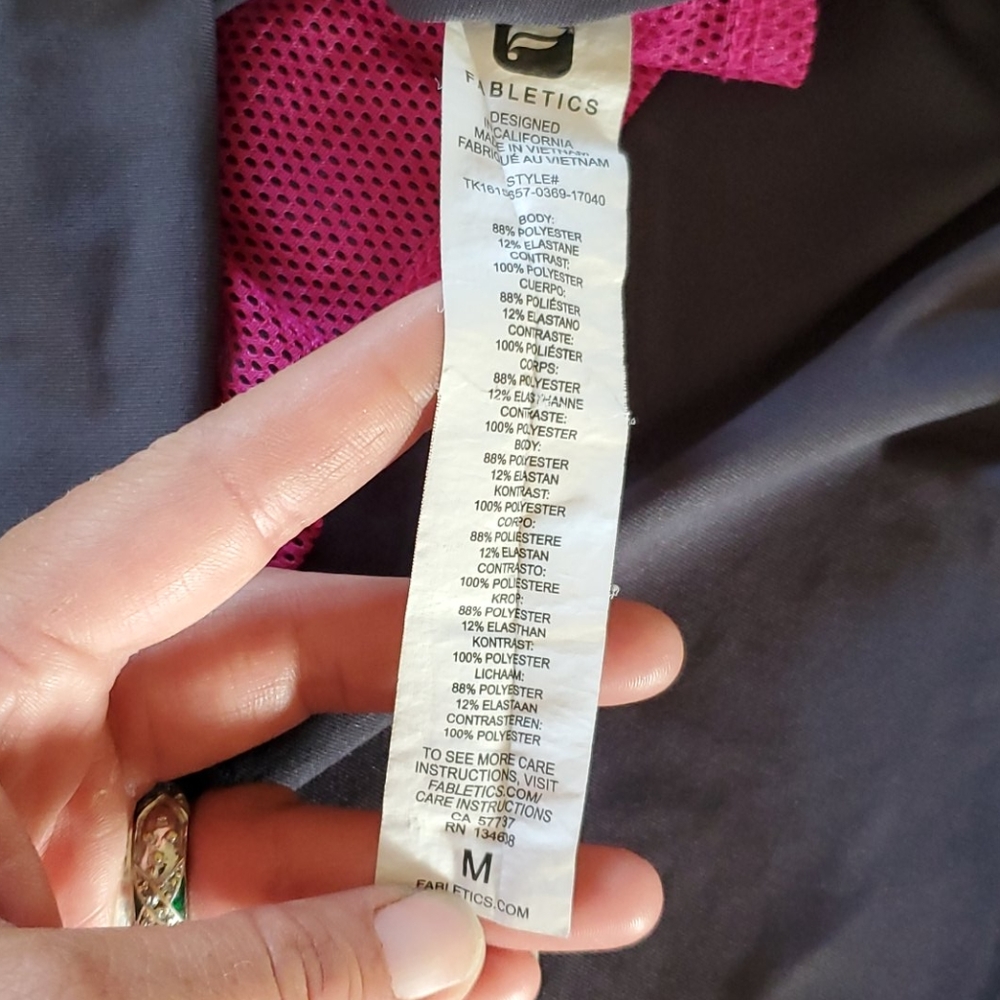 FABLETICS
DESIGNED
IN CALIFORNIA
MADE IN VIETNAM
FABRIQUÉ AU VIETNAM
STYLE#
BODY:
88% POLYESTER
12% ELASTANE
CONTRAST:
100% POLYESTER
CUERPO:
88% POLIÉSTER
12% ELASTANO
CONTRASTE:
100% POLIÉSTER
CORPS:
88% POLYESTER
12% ELASTHANNE
CONTRASTE:
100% POLYESTER
BODY:
88% POLYESTER
12% ELASTAN
KONTRAST:
100% POLYESTER
CORPO:
88% POLIESTERE
12% ELASTAN
CONTRASTO:
100% POLIESTERE
KROP:
88% POLYESTER
12% ELASTHAN
KONTRAST:
100% POLYESTER
LICHAAM:
88% POLYESTER
12% ELASTAAN
CONTRASTEREN:
100% POLYESTER
TO SEE MORE CARE
INSTRUCTIONS, VISIT
FABLETICS.COM/
CARE INSTRUCTIONS
CA 57737
RN
M
FABLETICS.COM